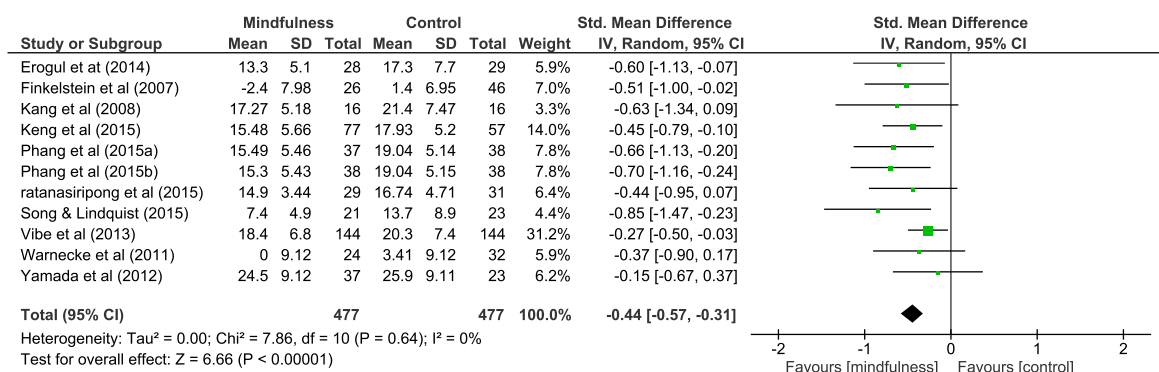 Mindfulness Control Std. Mean Difference Std. Mean Difference
Study or Subgroup Mean SD Total Mean SD Total Weight IV, Random, 95% CI IV, Random, 95% CI
Erogul et at (2014) 13.3 5.1 28 17.3 7.7 29 5.9% -0.60 [-1.13, -0.07]
Finkelstein et al (2007) -2.4 7.98 26 1.4 6.95 46 7.0% -0.51 [-1.00, -0.02]
Kang et al (2008) 17.27 5.18 16 21.4 7.47 16 3.3% -0.63 [-1.34, 0.09]
Keng et al (2015) 15.48 5.66 77 17.93 5.2 57 14.0% -0.45 [-0.79, -0.10]
Phang et al (2015a) 15.49 5.46 37 19.04 5.14 38 7.8% -0.66 [-1.13, -0.20]
Phang et al (2015b) 15.3 5.43 38 19.04 5.15 38 7.8% -0.70 [-1.16, -0.24]
ratanasiripong et al (2015) 14.9 3.44 29 16.74 4.71 31 6.4% -0.44 [-0.95, 0.07]
Song & Lindquist (2015) 7.4 4.9 21 13.7 8.9 23 4.4% -0.85 [-1.47, -0.23]
Vibe et al (2013) 18.4 6.8 144 20.3 7.4 144 31.2% -0.27 [-0.50, -0.03]
Warnecke et al (2011) 0 9.12 24 3.41 9.12 32 5.9% -0.37 [-0.90, 0.17]
Yamada et al (2012) 24.5 9.12 37 25.9 9.11 23 6.2% -0.15 [-0.67, 0.37]
Total (95% CI) 477 477 100.0% -0.44 [-0.57, -0.31]
Heterogeneity: Tau² = 0.00; Chi² = 7.86, df = 10 (P = 0.64); I² = 0%
Test for overall effect: Z = 6.66 (P < 0.00001)
-2 -1 0 1 2
Favours [mindfulness] Favours [control]